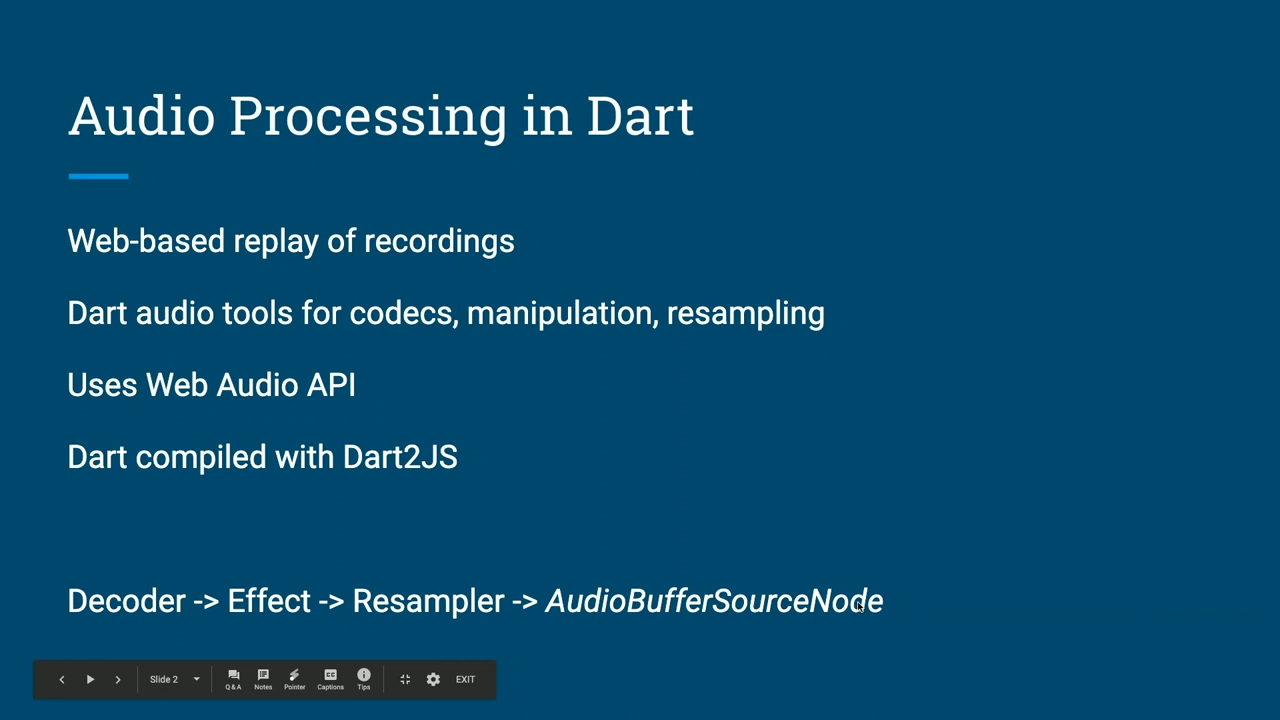 Audio Processing in Dart
Web-based replay of recordings
Dart audio tools for codecs, manipulation, resampling
Uses Web Audio API
Dart compiled with Dart2JS
Decoder -> Effect -> Resampler -> AudioBufferSourceNode
Slide 2
Q&A
Notes
Pointer
CC
Captions
Tips
EXIT